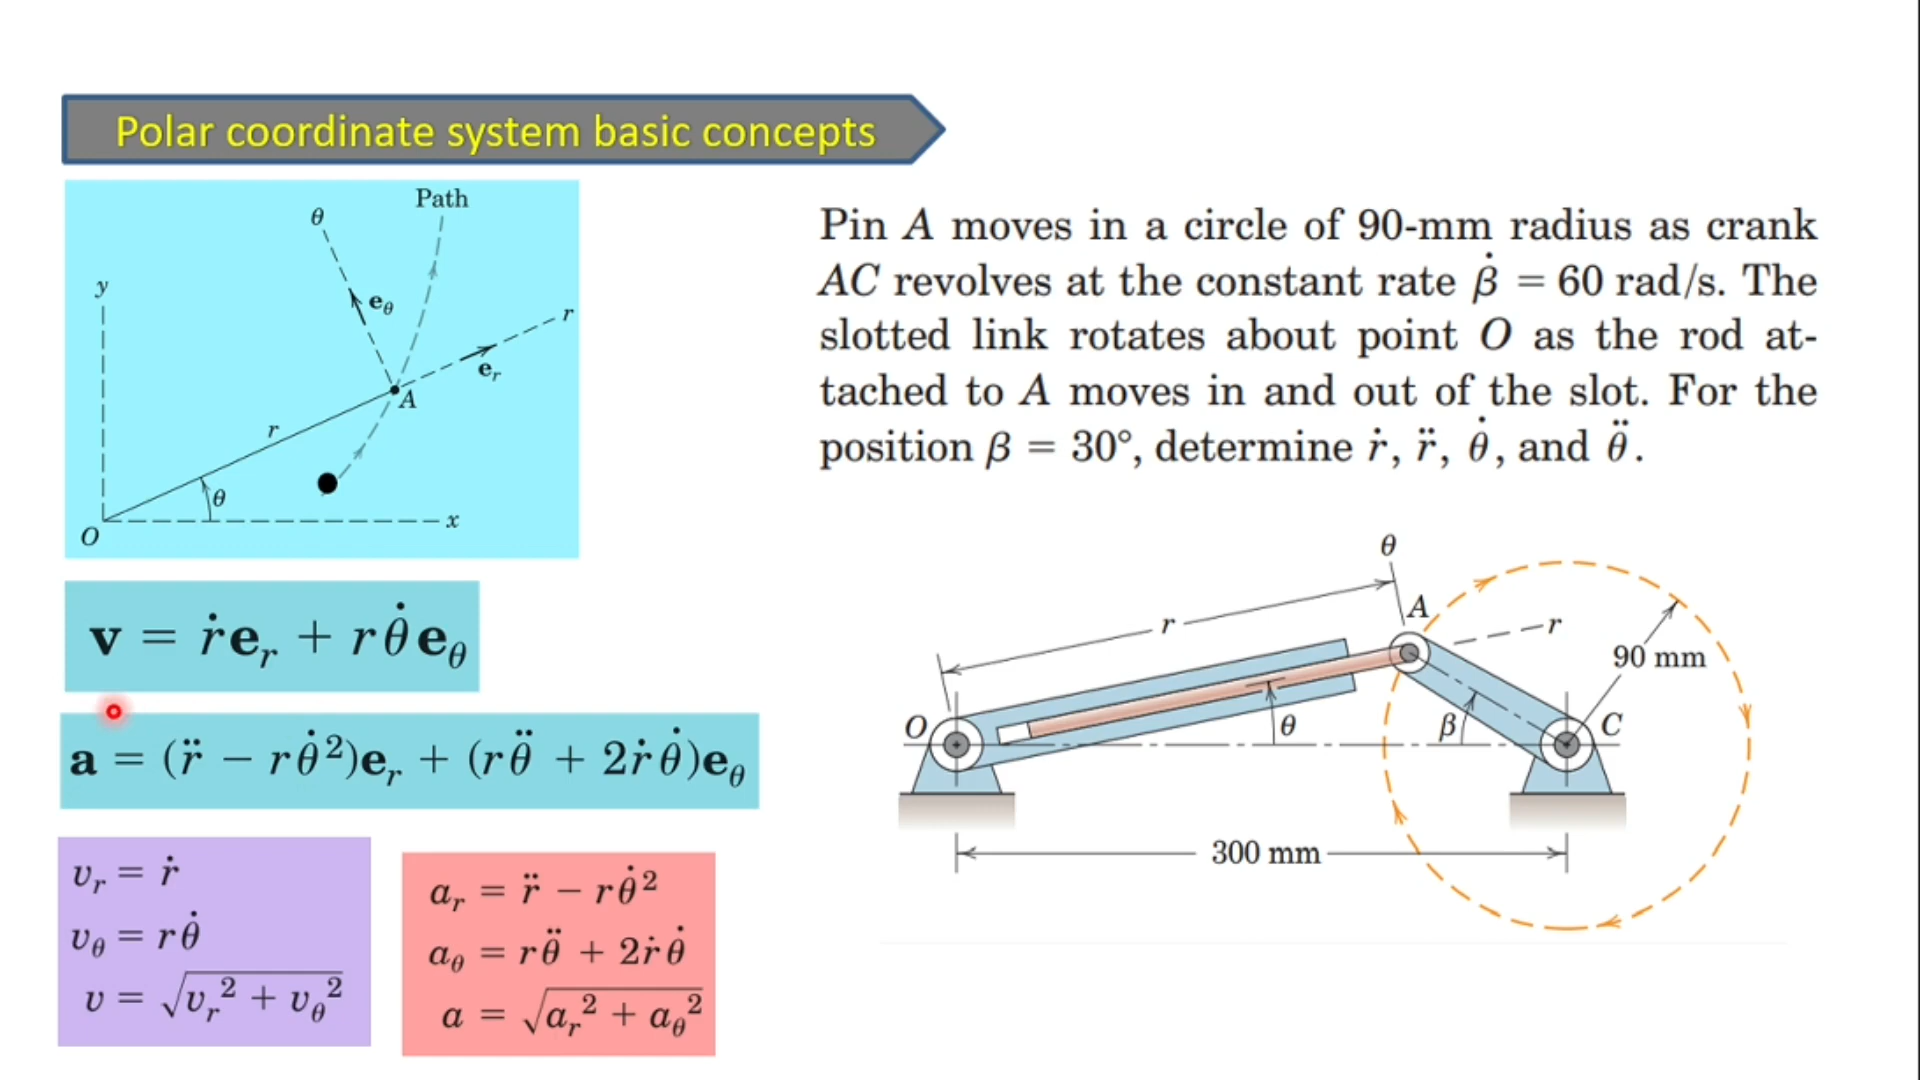 Polar coordinate system basic concepts
Path
θ
y
e_θ
r
e_r
A
r
θ
x
O
v = ṙe_r + rθ̇e_θ
a = (r̈ − rθ̇²)e_r + (rθ̈ + 2ṙθ̇)e_θ
v_r = ṙ
v_θ = rθ̇
v = √(v_r² + v_θ²)
a_r = r̈ − rθ̇²
a_θ = rθ̈ + 2ṙθ̇
a = √(a_r² + a_θ²)
Pin A moves in a circle of 90-mm radius as crank
AC revolves at the constant rate β̇ = 60 rad/s. The
slotted link rotates about point O as the rod at-
tached to A moves in and out of the slot. For the
position β = 30°, determine ṙ, r̈, θ̇, and θ̈.
θ
A
r
r
90 mm
O
θ
β
C
300 mm